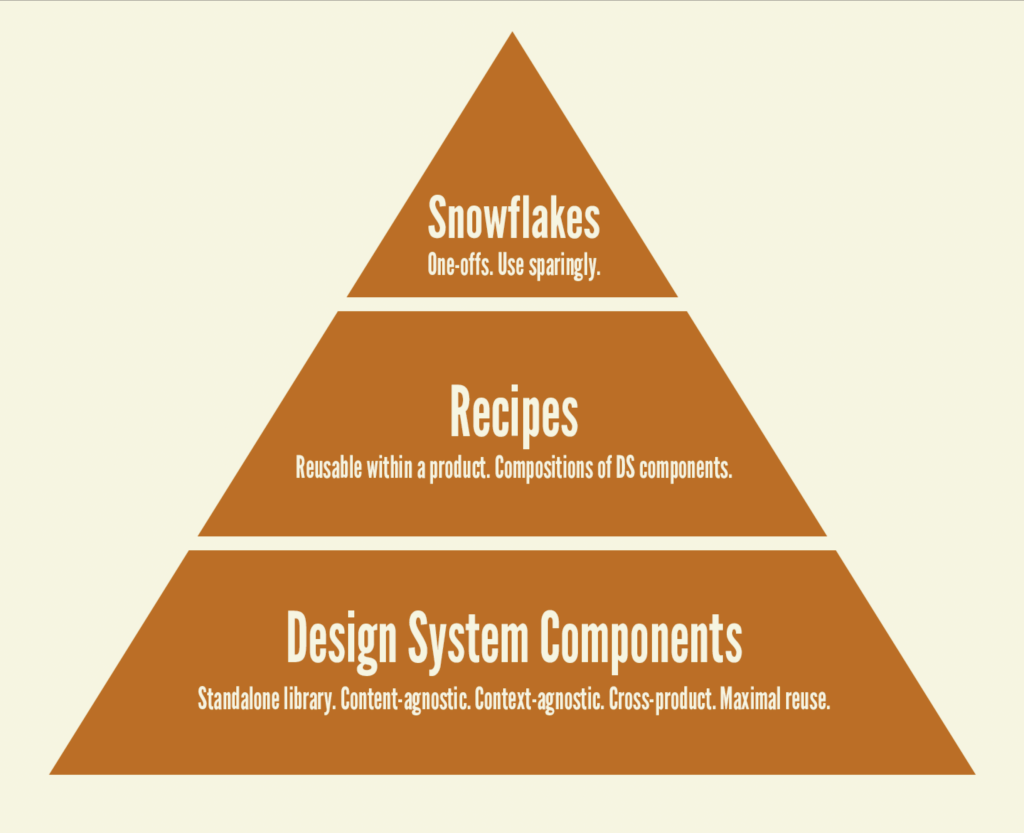 Snowflakes
One-offs. Use sparingly.
Recipes
Reusable within a product. Compositions of DS components.
Design System Components
Standalone library. Content-agnostic. Context-agnostic. Cross-product. Maximal reuse.